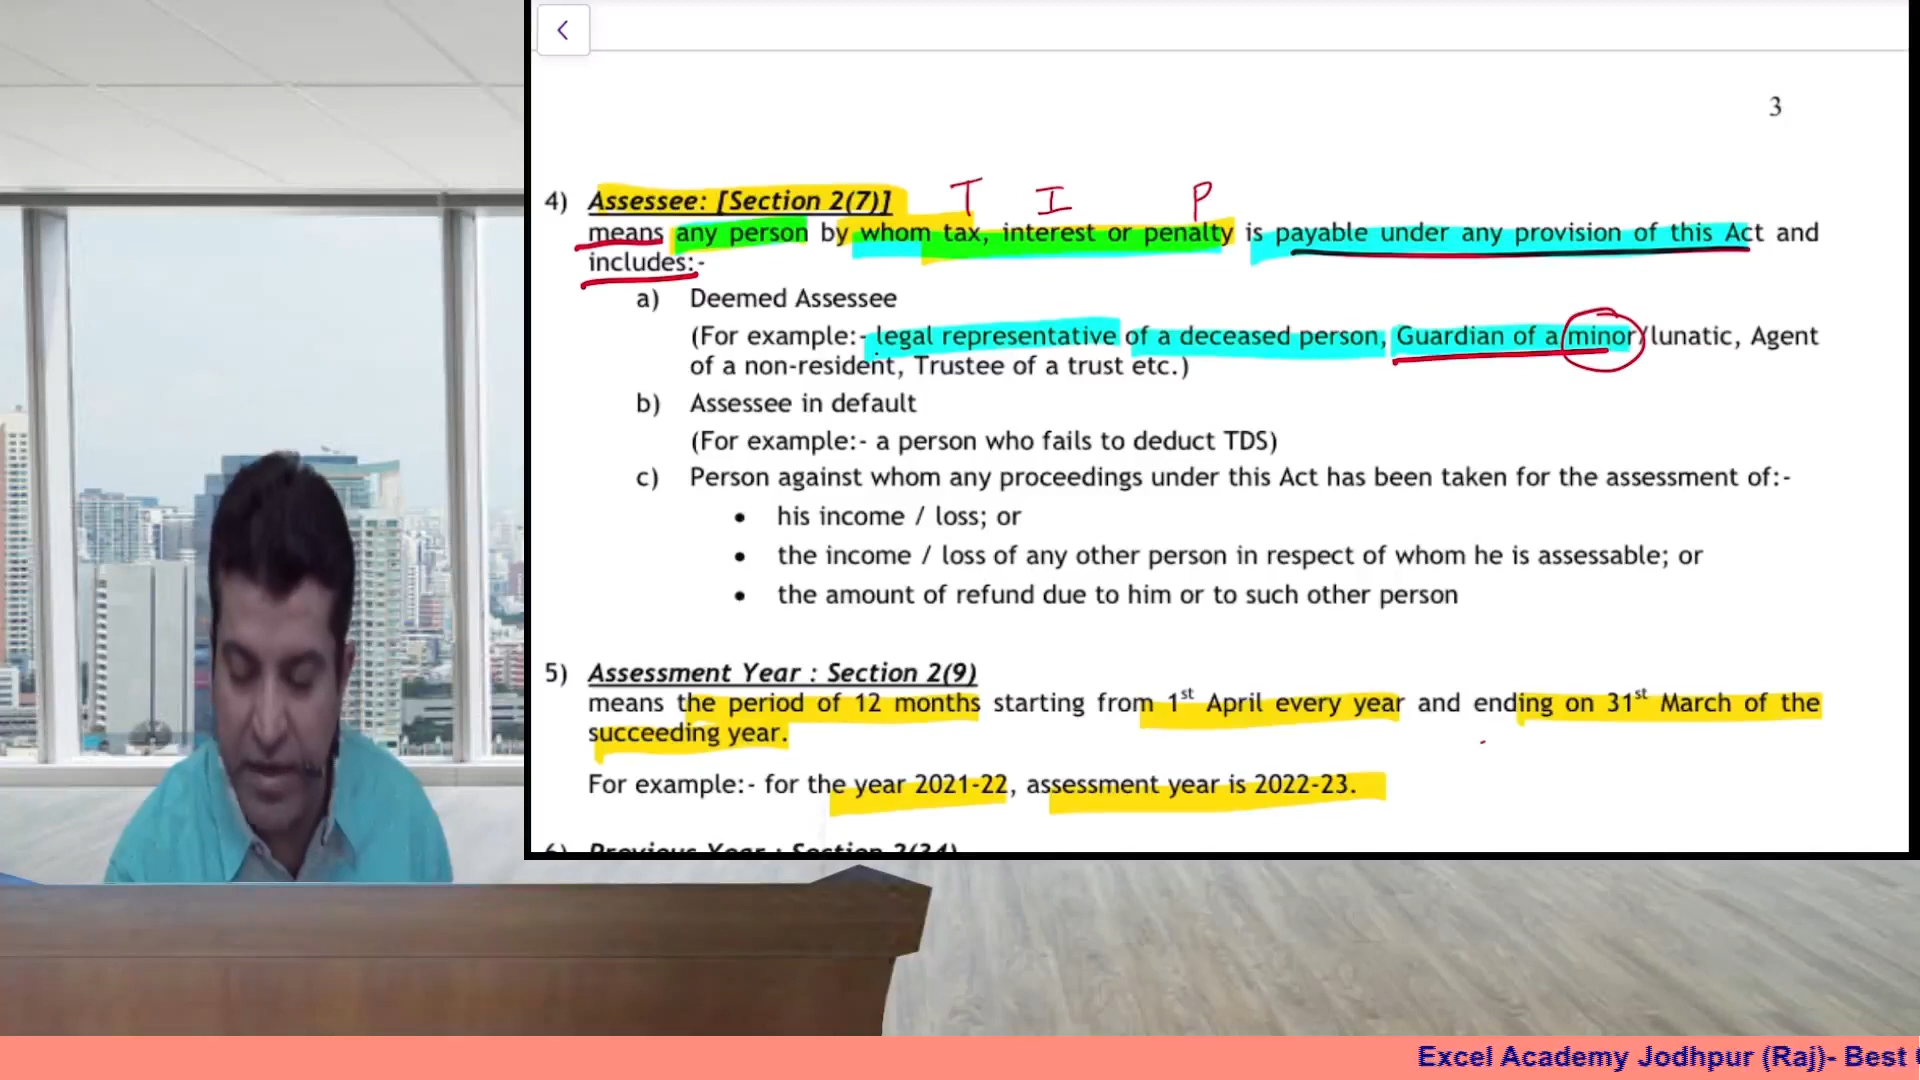 3
T I P
4) Assessee: [Section 2(7)]
means any person by whom tax, interest or penalty is payable under any provision of this Act and
includes:-
a) Deemed Assessee
(For example:- legal representative of a deceased person, Guardian of a minor/lunatic, Agent
of a non-resident, Trustee of a trust etc.)
b) Assessee in default
(For example:- a person who fails to deduct TDS)
c) Person against whom any proceedings under this Act has been taken for the assessment of:-
• his income / loss; or
• the income / loss of any other person in respect of whom he is assessable; or
• the amount of refund due to him or to such other person
5) Assessment Year : Section 2(9)
means the period of 12 months starting from 1st April every year and ending on 31st March of the
succeeding year.
For example:- for the year 2021-22, assessment year is 2022-23.
6) Previous Year : Section 2(34)
Excel Academy Jodhpur (Raj)- Best